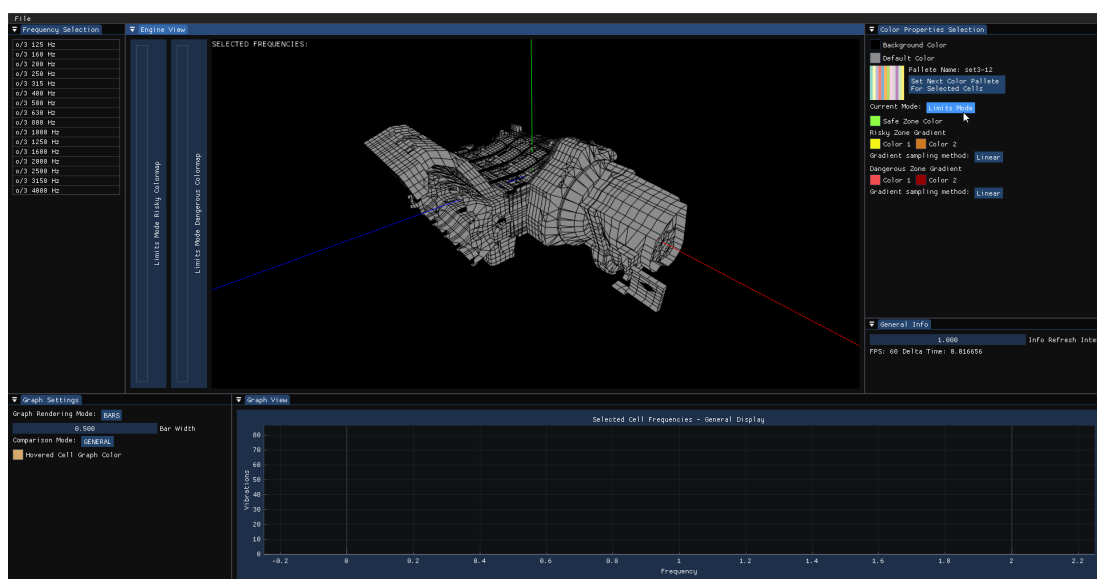 File
Frequency Selection
o/3 125 Hz
o/3 160 Hz
o/3 200 Hz
o/3 250 Hz
o/3 315 Hz
o/3 400 Hz
o/3 500 Hz
o/3 630 Hz
o/3 800 Hz
o/3 1000 Hz
o/3 1250 Hz
o/3 1600 Hz
o/3 2000 Hz
o/3 2500 Hz
o/3 3150 Hz
o/3 4000 Hz
Engine View
Limits Mode Risky Colormap
Limits Mode Dangerous Colormap
SELECTED FREQUENCIES:
Color Properties Selection
Background Color
Default Color
Pallete Name: set3-12
Set Next Color Pallete
For Selected Cells
Current Mode: Limits Mode
Safe Zone Color
Risky Zone Gradient
Color 1 Color 2
Gradient sampling method: Linear
Dangerous Zone Gradient
Color 1 Color 2
Gradient sampling method: Linear
General Info
1.000 Info Refresh Inte
FPS: 60 Delta Time: 0.016656
Graph Settings
Graph Rendering Mode: BARS
0.500 Bar Width
Comparison Mode: GENERAL
Hovered Cell Graph Color
Graph View
Selected Cell Frequencies - General Display
Vibrations
80
70
60
50
40
30
20
10
0
-0.2 0 0.2 0.4 0.6 0.8 1 1.2 1.4 1.6 1.8 2 2.2
Frequency